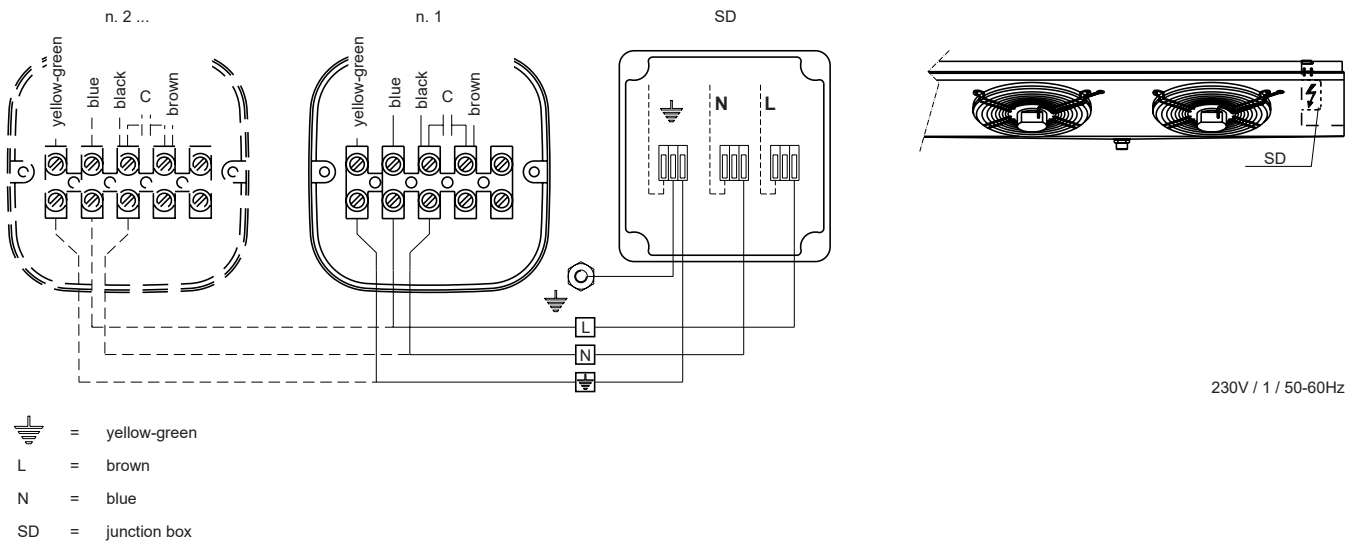 n. 2 ...
n. 1
SD
yellow-green
blue
black
C
brown
yellow-green
blue
black
C
brown
N
L
SD
L
N
230V / 1 / 50-60Hz
= yellow-green
L = brown
N = blue
SD = junction box